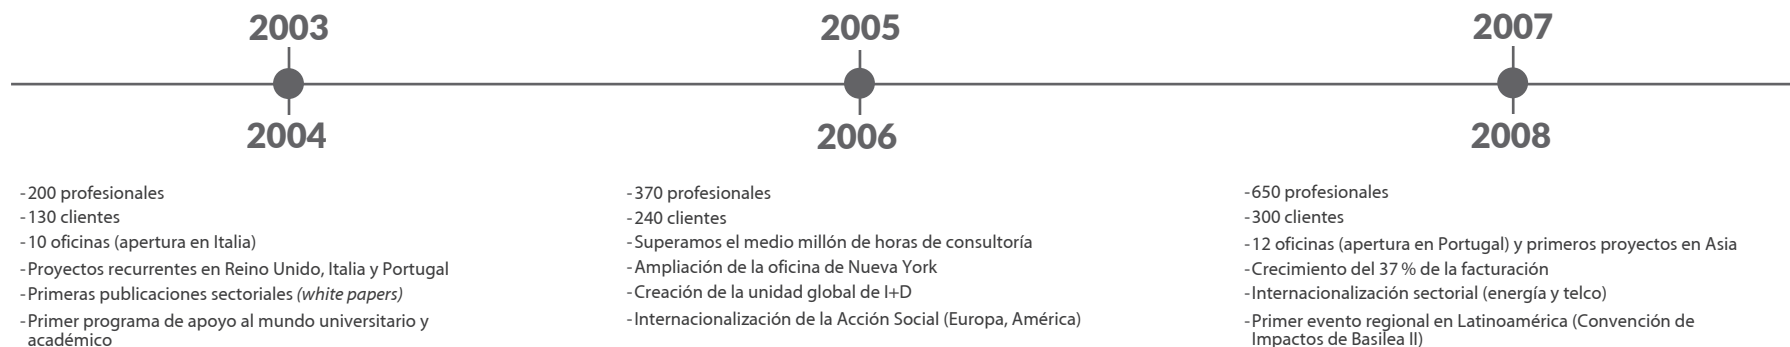 2003
2004
-200 profesionales
-130 clientes
-10 oficinas (apertura en Italia)
-Proyectos recurrentes en Reino Unido, Italia y Portugal
-Primeras publicaciones sectoriales (white papers)
-Primer programa de apoyo al mundo universitario y
académico
2005
2006
-370 profesionales
-240 clientes
-Superamos el medio millón de horas de consultoría
-Ampliación de la oficina de Nueva York
-Creación de la unidad global de I+D
-Internacionalización de la Acción Social (Europa, América)
2007
2008
-650 profesionales
-300 clientes
-12 oficinas (apertura en Portugal) y primeros proyectos en Asia
-Crecimiento del 37 % de la facturación
-Internacionalización sectorial (energía y telco)
-Primer evento regional en Latinoamérica (Convención de
Impactos de Basilea II)